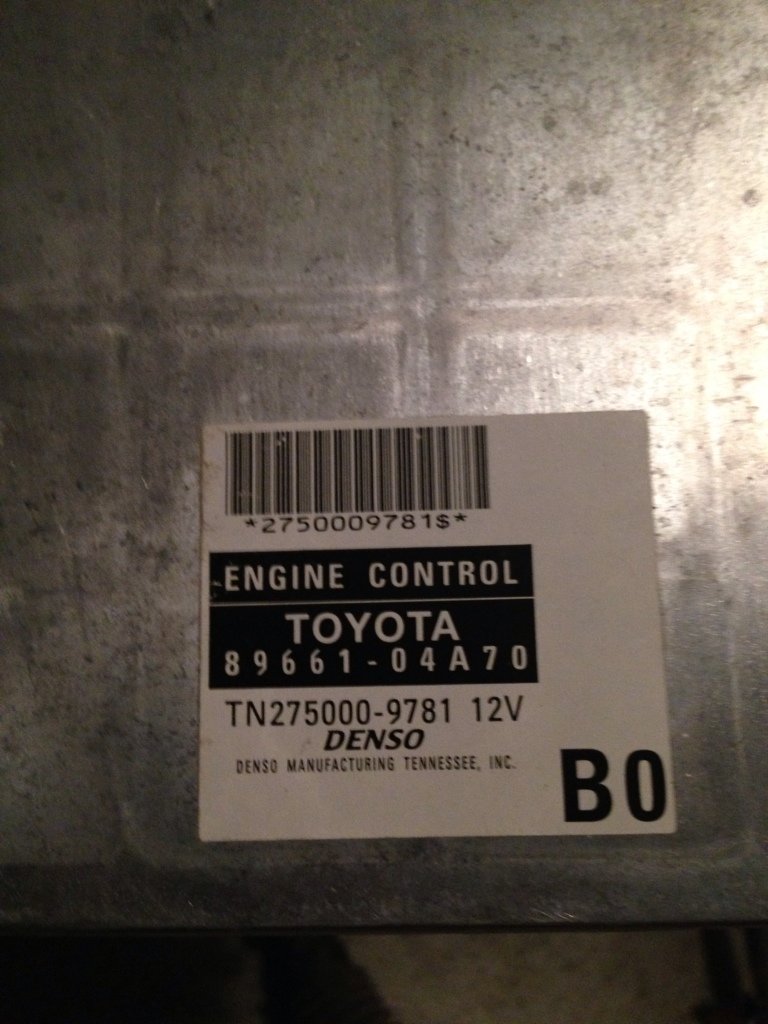 *2750009781$*
ENGINE CONTROL
TOYOTA
89661-04A70
TN275000-9781 12V
DENSO
DENSO MANUFACTURING TENNESSEE, INC.
B0